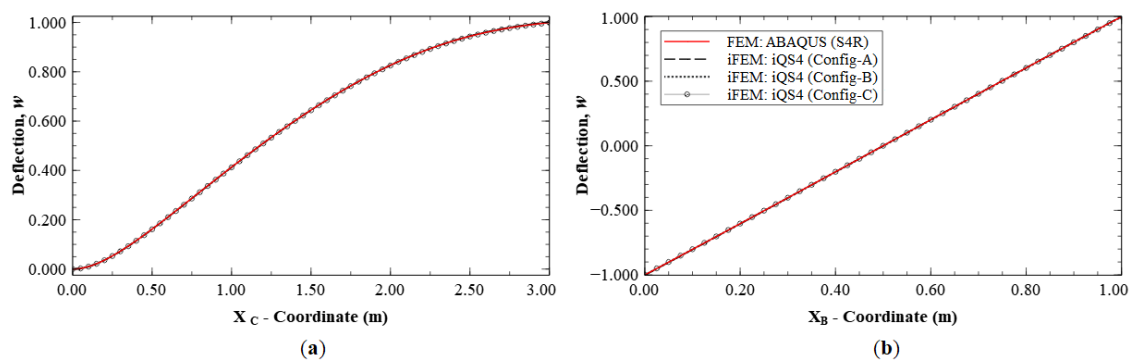 1.000
0.800
0.600
0.400
0.200
0.000
Deflection, w
0.00 0.50 1.00 1.50 2.00 2.50 3.00
X C - Coordinate (m)
(a)
1.000
0.500
0.000
−0.500
−1.000
Deflection, w
FEM: ABAQUS (S4R)
iFEM: iQS4 (Config-A)
iFEM: iQS4 (Config-B)
iFEM: iQS4 (Config-C)
0.00 0.20 0.40 0.60 0.80 1.00
XB - Coordinate (m)
(b)